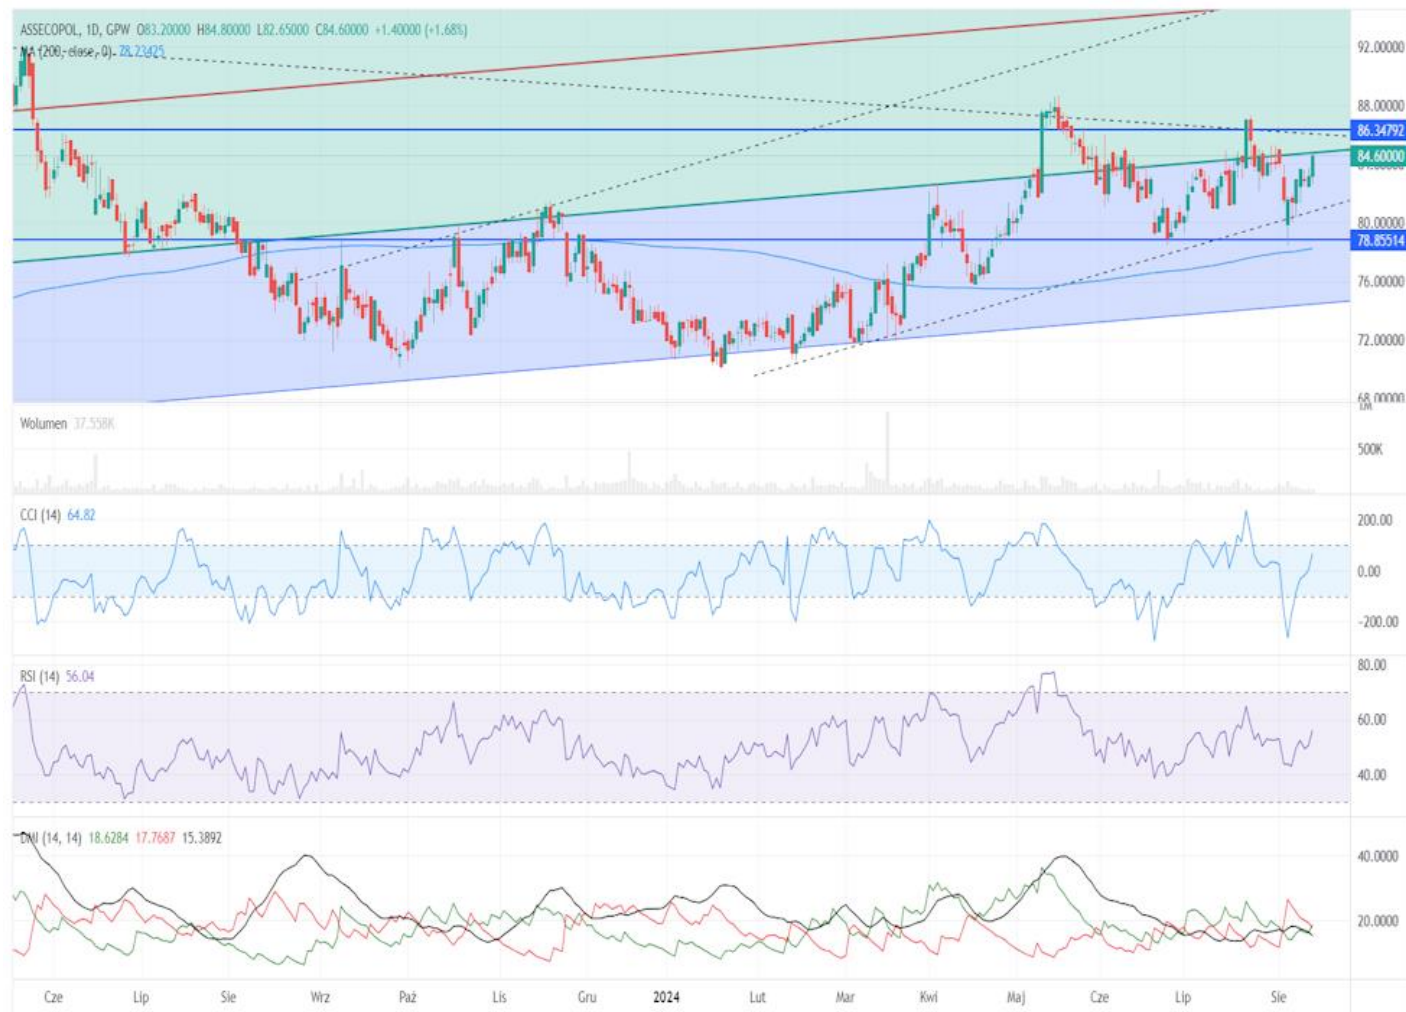 ASSECOPOL, 1D, GPW O83.20000 H84.80000 L82.65000 C84.60000 +1.40000 (+1.68%)
MA (200, close, 0) 78.23425
92.00000
88.00000
86.34792
84.60000
80.00000
78.85514
76.00000
72.00000
68.00000
Wolumen 37.558K
500K
CCI (14) 64.82
200.00
0.00
-200.00
RSI (14) 56.04
80.00
60.00
40.00
DMI (14, 14) 18.6284 17.7687 15.3892
40.0000
20.0000
Cze Lip Sie Wrz Paź Lis Gru 2024 Lut Mar Kwi Maj Cze Lip Sie